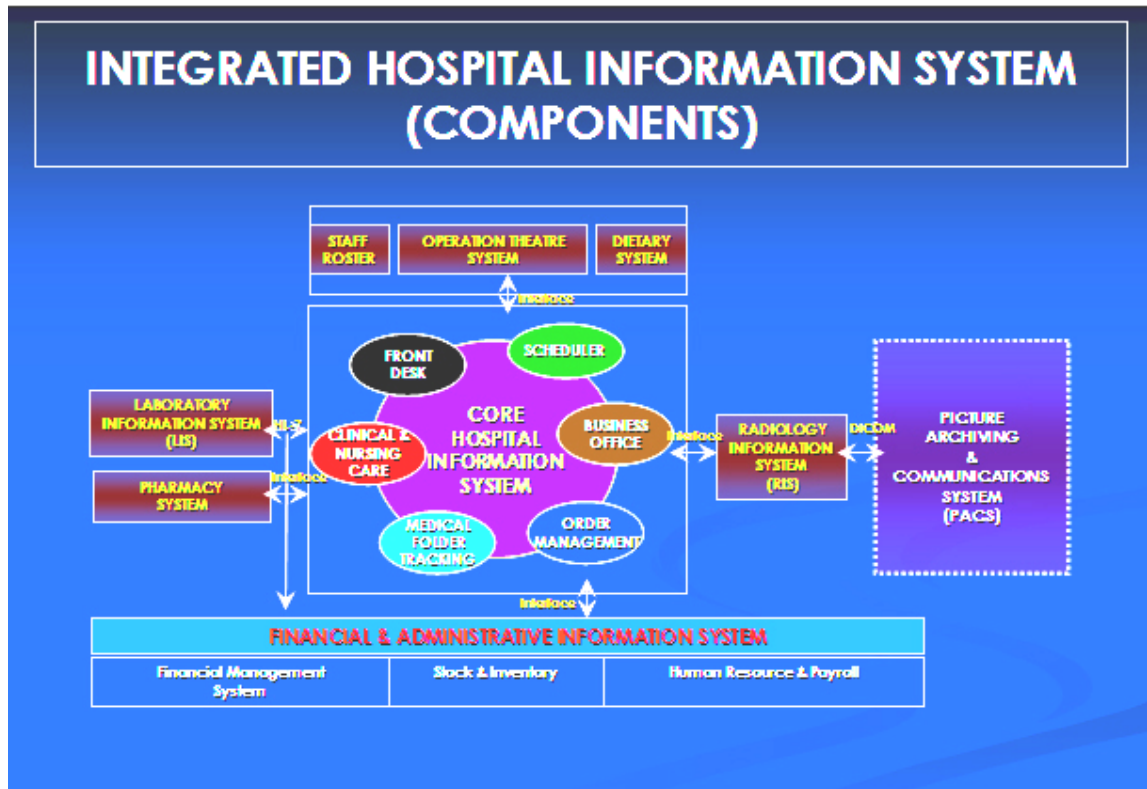 INTEGRATED HOSPITAL INFORMATION SYSTEM
(COMPONENTS)
STAFF
ROSTER
OPERATION THEATRE
SYSTEM
DIETARY
SYSTEM
Interface
FRONT
DESK
SCHEDULER
LABORATORY
INFORMATION SYSTEM
(LIS)
HL-7
CLINICAL &
NURSING
CARE
CORE
HOSPITAL
INFORMATION
SYSTEM
BUSINESS
OFFICE
Interface
RADIOLOGY
INFORMATION
SYSTEM
(RIS)
DICOM
PICTURE
ARCHIVING
&
COMMUNICATIONS
SYSTEM
(PACS)
PHARMACY
SYSTEM
Interface
MEDICAL
FOLDER
TRACKING
ORDER
MANAGEMENT
Interface
FINANCIAL & ADMINISTRATIVE INFORMATION SYSTEM
Financial Management
System
Stock & Inventory
Human Resource & Payroll